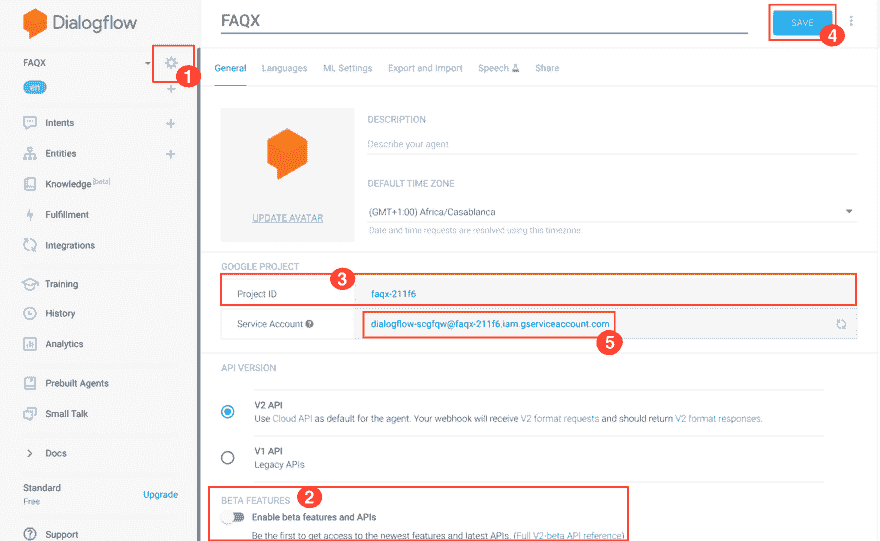 Dialogflow
FAQX
SAVE
4
FAQX
1
en
General Languages ML Settings Export and Import Speech Share
Intents
Entities
Knowledge [beta]
Fulfillment
Integrations
Training
History
Analytics
Prebuilt Agents
Small Talk
Docs
Standard
Free
Upgrade
Support
UPDATE AVATAR
DESCRIPTION
Describe your agent
DEFAULT TIME ZONE
(GMT+1:00) Africa/Casablanca
Date and time requests are resolved using this timezone.
GOOGLE PROJECT
3
Project ID faqx-211f6
Service Account dialogflow-scgfqw@faqx-211f6.iam.gserviceaccount.com
5
API VERSION
V2 API
Use Cloud API as default for the agent. Your webhook will receive V2 format requests and should return V2 format responses.
V1 API
Legacy APIs
BETA FEATURES 2
Enable beta features and APIs
Be the first to get access to the newest features and latest APIs. (Full V2-beta API reference)